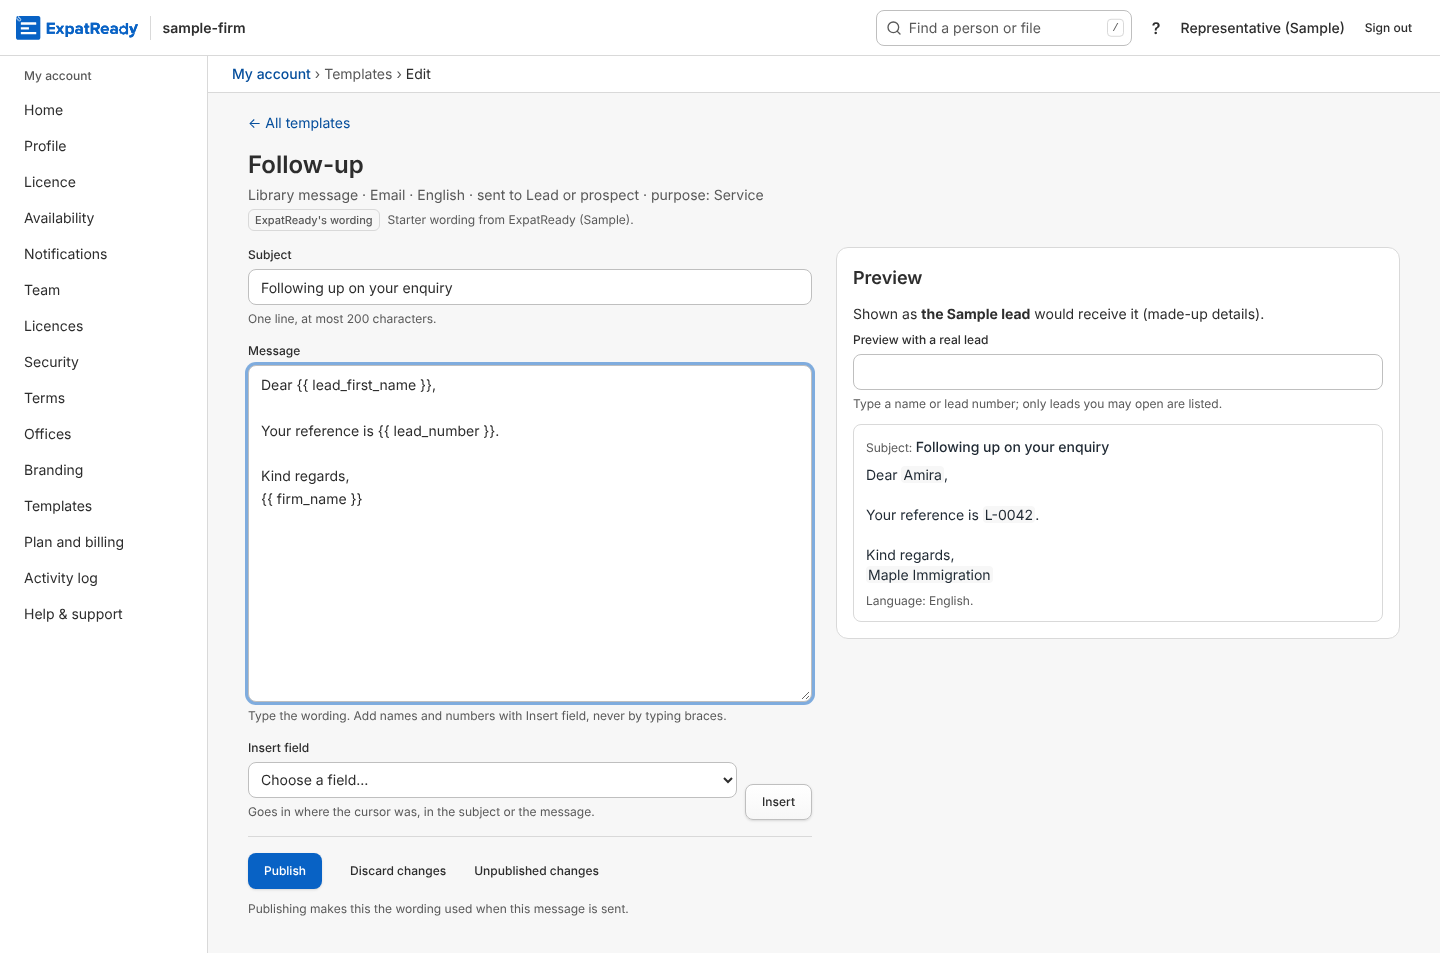 ExpatReady
sample-firm
Find a person or file
/
?
Representative (Sample)
Sign out
My account
Home
Profile
Licence
Availability
Notifications
Team
Licences
Security
Terms
Offices
Branding
Templates
Plan and billing
Activity log
Help & support
My account › Templates › Edit
← All templates
Follow-up
Library message · Email · English · sent to Lead or prospect · purpose: Service
ExpatReady's wording
Starter wording from ExpatReady (Sample).
Subject
Following up on your enquiry
One line, at most 200 characters.
Message
Dear {{ lead_first_name }},
Your reference is {{ lead_number }}.
Kind regards,
{{ firm_name }}
Type the wording. Add names and numbers with Insert field, never by typing braces.
Insert field
Choose a field...
Insert
Goes in where the cursor was, in the subject or the message.
Publish
Discard changes
Unpublished changes
Publishing makes this the wording used when this message is sent.
Preview
Shown as the Sample lead would receive it (made-up details).
Preview with a real lead
Type a name or lead number; only leads you may open are listed.
Subject: Following up on your enquiry
Dear Amira,
Your reference is L-0042.
Kind regards,
Maple Immigration
Language: English.